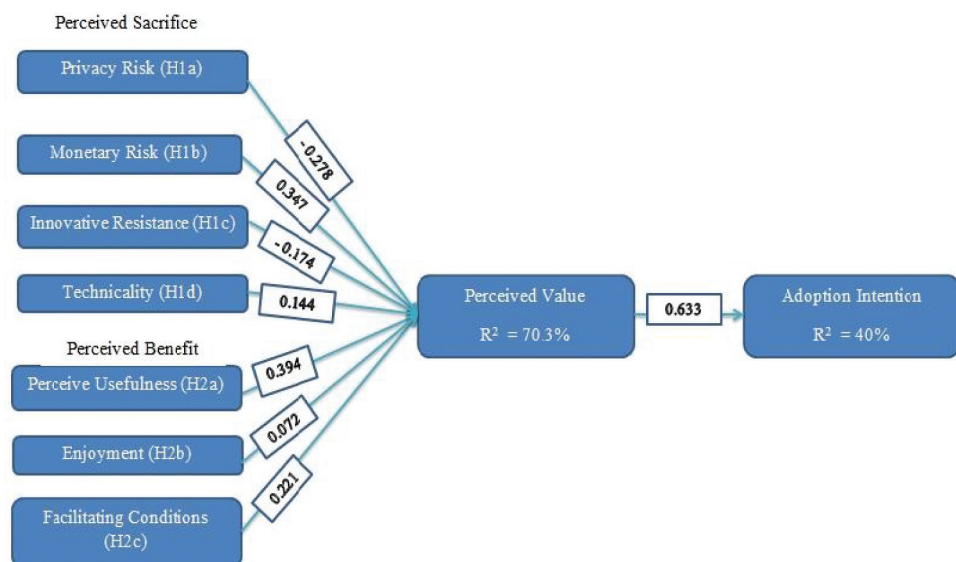 Perceived Sacrifice
Privacy Risk (H1a)
Monetary Risk (H1b)
Innovative Resistance (H1c)
Technicality (H1d)
Perceived Benefit
Perceive Usefulness (H2a)
Enjoyment (H2b)
Facilitating Conditions
(H2c)
- 0.278
0.347
- 0.174
0.144
0.394
0.072
0.221
Perceived Value
R² = 70.3%
0.633
Adoption Intention
R² = 40%